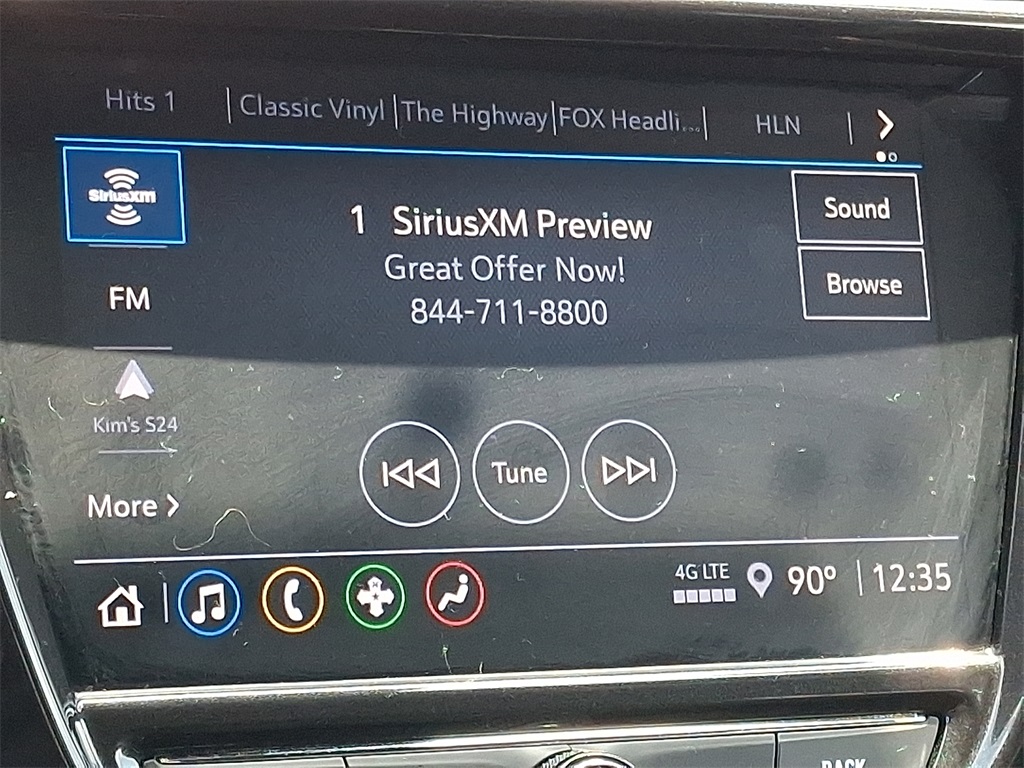 Hits 1 | Classic Vinyl | The Highway | FOX Headli... | HLN
SiriusXM
1 SiriusXM Preview
Great Offer Now!
844-711-8800
Sound
Browse
FM
Kim's S24
More
Tune
4G LTE
90° | 12:35
BACK